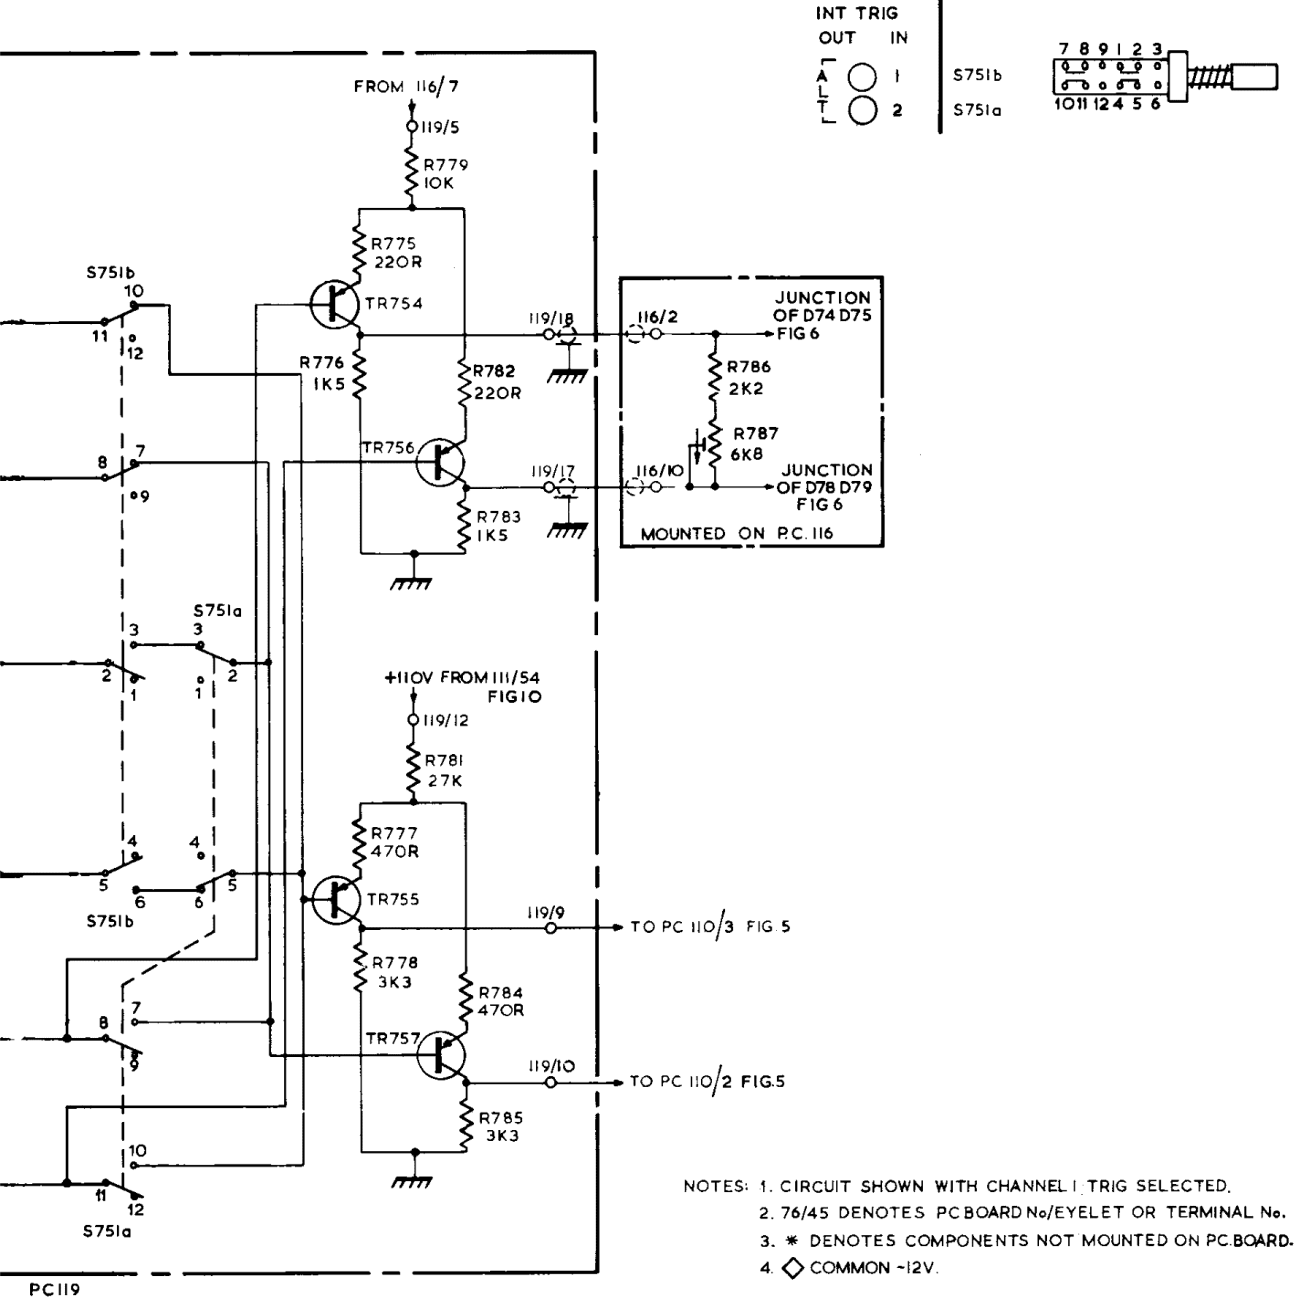 INT TRIG
OUT IN
ALT
1
2
S751b
S751a
7 8 9 1 2 3
10 11 12 4 5 6
FROM 116/7
119/5
R779
10K
R775
220R
TR754
R776
1K5
R782
220R
TR756
R783
1K5
S751b
10
11
12
8
7
9
119/18
116/2
JUNCTION
OF D74 D75
FIG 6
R786
2K2
R787
6K8
119/17
116/10
JUNCTION
OF D78 D79
FIG 6
MOUNTED ON P.C. 116
S751a
3
3
2
1
1
2
+110V FROM 111/54
FIG 10
119/12
R781
27K
R777
470R
TR755
R778
3K3
4
4
5
6
6
5
S751b
119/9
TO PC 110/3 FIG. 5
R784
470R
TR757
119/10
TO PC 110/2 FIG.5
R785
3K3
8
7
9
10
11
12
S751a
PC119
NOTES: 1. CIRCUIT SHOWN WITH CHANNEL 1 TRIG SELECTED.
2. 76/45 DENOTES PC BOARD No/EYELET OR TERMINAL No.
3. * DENOTES COMPONENTS NOT MOUNTED ON PC.BOARD.
4. ◇ COMMON -12V.